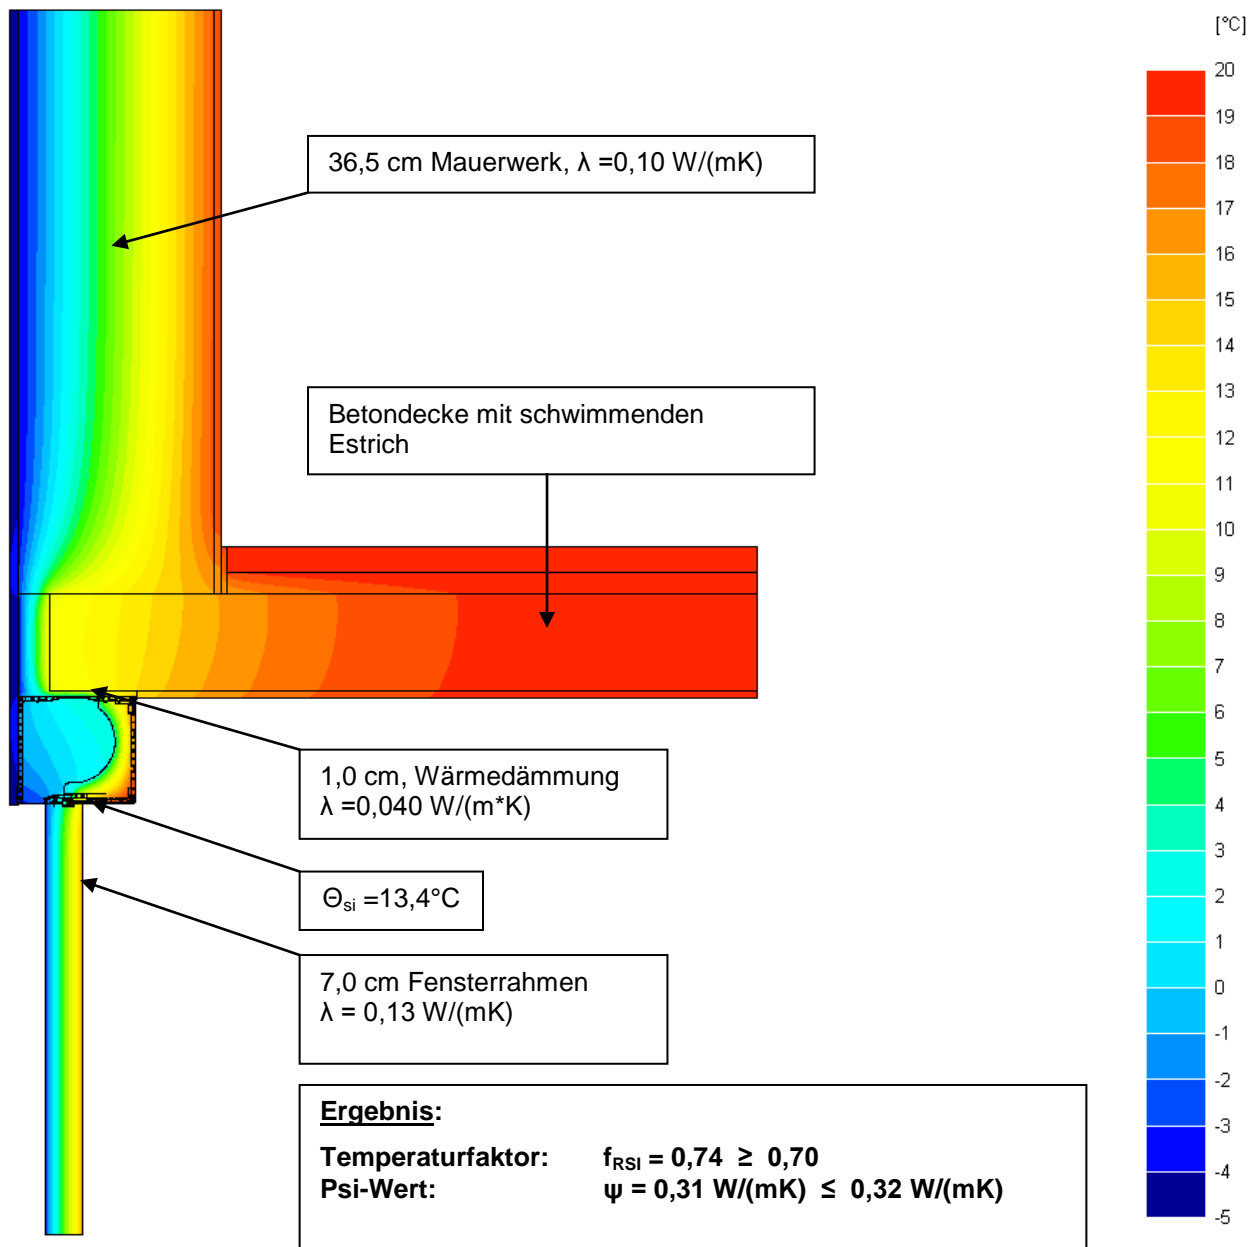 [°C]
20
19
18
17
16
15
14
13
12
11
10
9
8
7
6
5
4
3
2
1
0
-1
-2
-3
-4
-5
36,5 cm Mauerwerk, λ =0,10 W/(mK)
Betondecke mit schwimmenden
Estrich
1,0 cm, Wärmedämmung
λ =0,040 W/(m*K)
Θsi =13,4°C
7,0 cm Fensterrahmen
λ = 0,13 W/(mK)
Ergebnis:
Temperaturfaktor: fRSI = 0,74 ≥ 0,70
Psi-Wert: ψ = 0,31 W/(mK) ≤ 0,32 W/(mK)